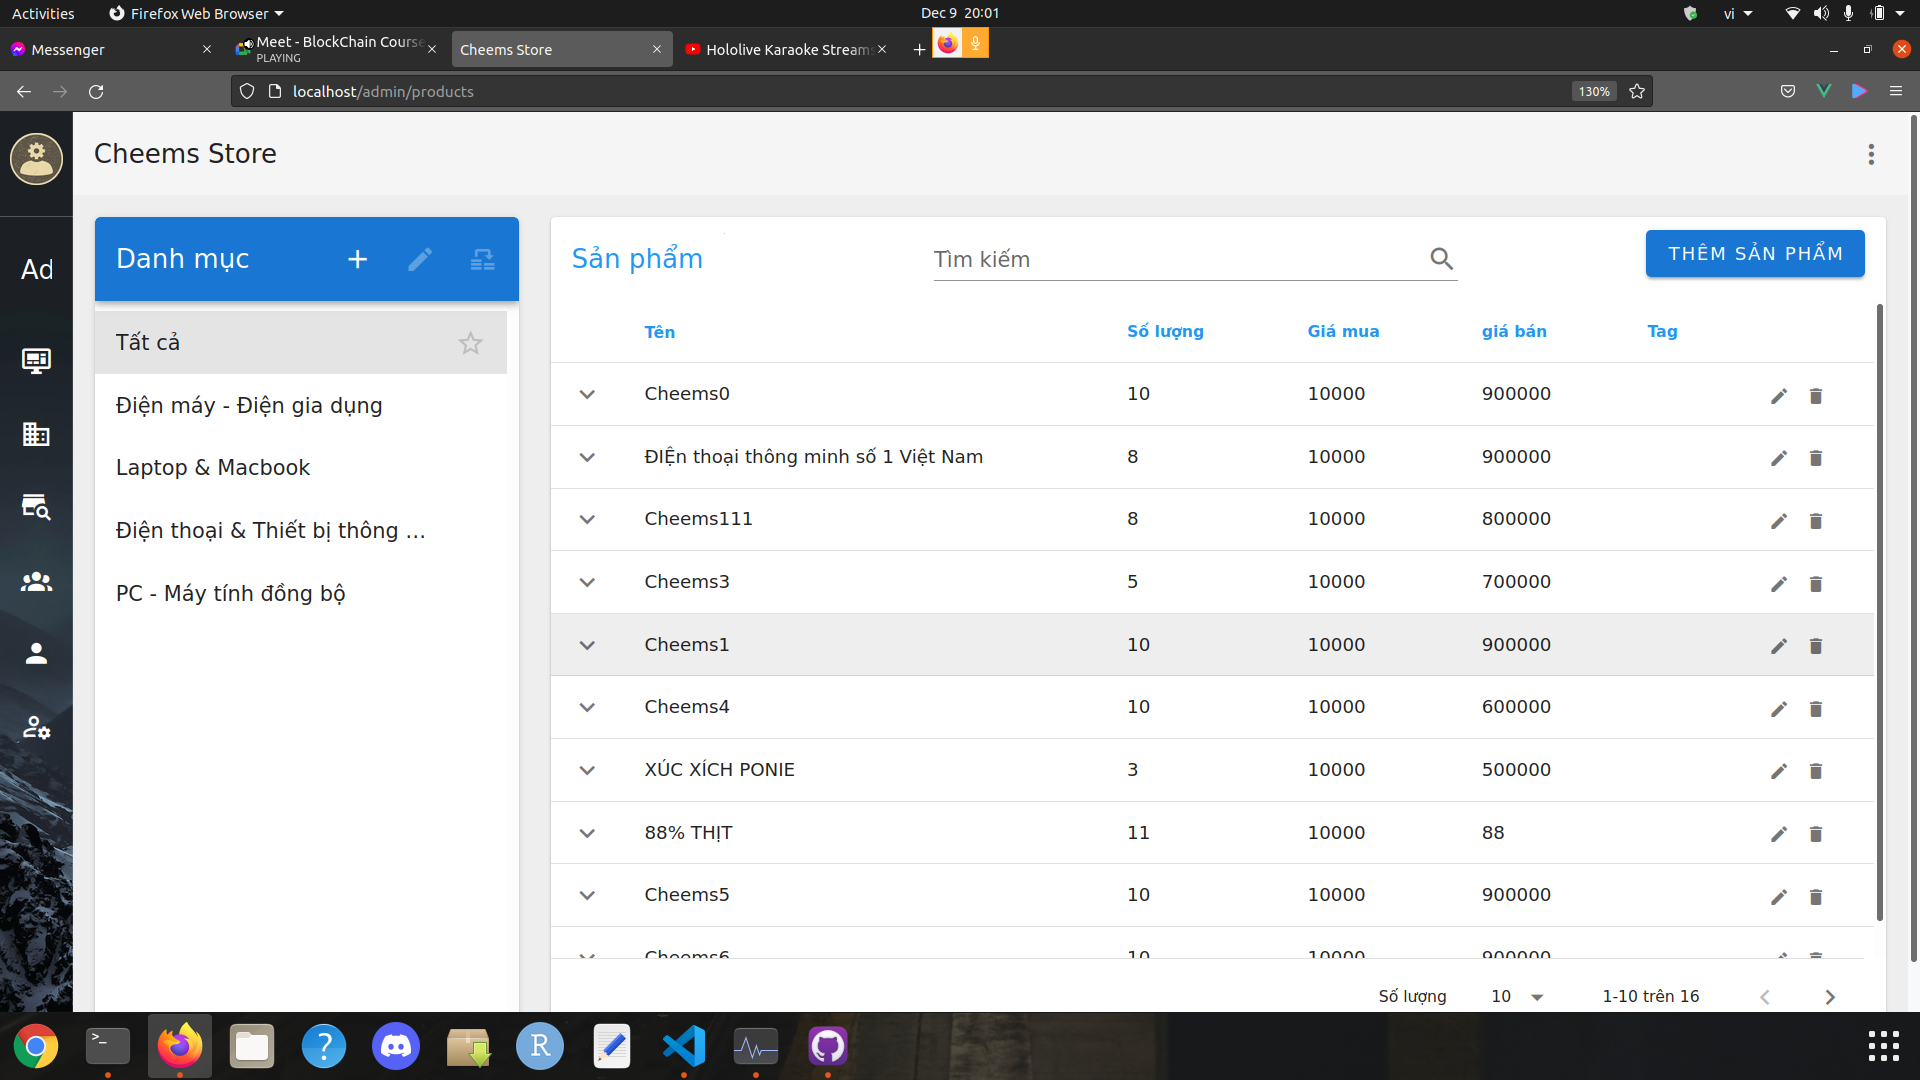 Activities
Firefox Web Browser
Dec 9 20:01
vi
Messenger
Meet - BlockChain Course
PLAYING
Cheems Store
Hololive Karaoke Streams
localhost/admin/products
130%
Cheems Store
Ad
Danh mục
Tất cả
Điện máy - Điện gia dụng
Laptop & Macbook
Điện thoại & Thiết bị thông ...
PC - Máy tính đồng bộ
Sản phẩm
Tìm kiếm
THÊM SẢN PHẨM
Tên Số lượng Giá mua giá bán Tag
Cheems0 10 10000 900000
ĐIỆn thoại thông minh số 1 Việt Nam 8 10000 900000
Cheems111 8 10000 800000
Cheems3 5 10000 700000
Cheems1 10 10000 900000
Cheems4 10 10000 600000
XÚC XÍCH PONIE 3 10000 500000
88% THỊT 11 10000 88
Cheems5 10 10000 900000
Cheems6 10 10000 900000
Số lượng 10 1-10 trên 16